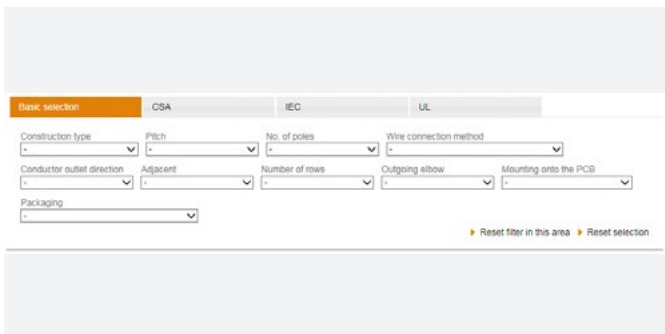 Basic selection CSA IEC UL
Construction type Pitch No. of poles Wire connection method
- - - -
Conductor outlet direction Adjacent Number of rows Outgoing elbow Mounting onto the PCB
- - - - -
Packaging
-
Reset filter in this area Reset selection